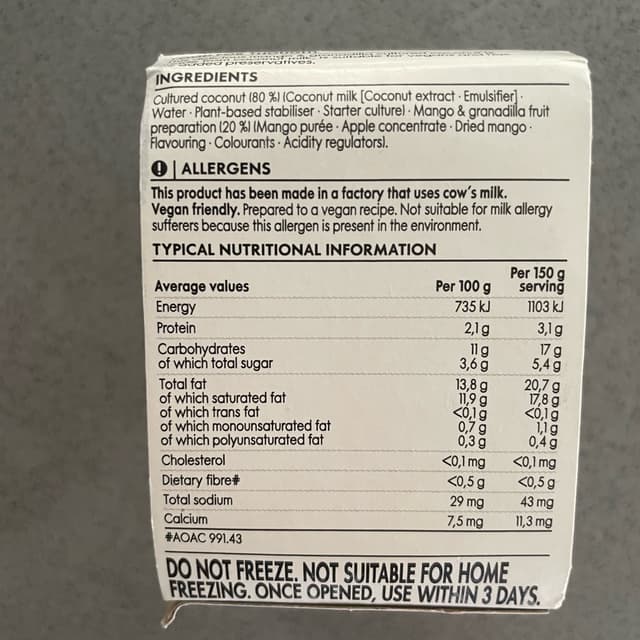 added preservatives.
INGREDIENTS
Cultured coconut (80 %) (Coconut milk [Coconut extract · Emulsifier] ·
Water · Plant-based stabiliser · Starter culture) · Mango & granadilla fruit
preparation (20 %) (Mango purée · Apple concentrate · Dried mango ·
Flavouring · Colourants · Acidity regulators).
! | ALLERGENS
This product has been made in a factory that uses cow's milk.
Vegan friendly. Prepared to a vegan recipe. Not suitable for milk allergy
sufferers because this allergen is present in the environment.
TYPICAL NUTRITIONAL INFORMATION
Average values Per 100 g Per 150 g serving
Energy 735 kJ 1103 kJ
Protein 2,1 g 3,1 g
Carbohydrates 11 g 17 g
of which total sugar 3,6 g 5,4 g
Total fat 13,8 g 20,7 g
of which saturated fat 11,9 g 17,8 g
of which trans fat <0,1 g <0,1 g
of which monounsaturated fat 0,7 g 1,1 g
of which polyunsaturated fat 0,3 g 0,4 g
Cholesterol <0,1 mg <0,1 mg
Dietary fibre# <0,5 g <0,5 g
Total sodium 29 mg 43 mg
Calcium 7,5 mg 11,3 mg
#AOAC 991.43
DO NOT FREEZE. NOT SUITABLE FOR HOME
FREEZING. ONCE OPENED, USE WITHIN 3 DAYS.